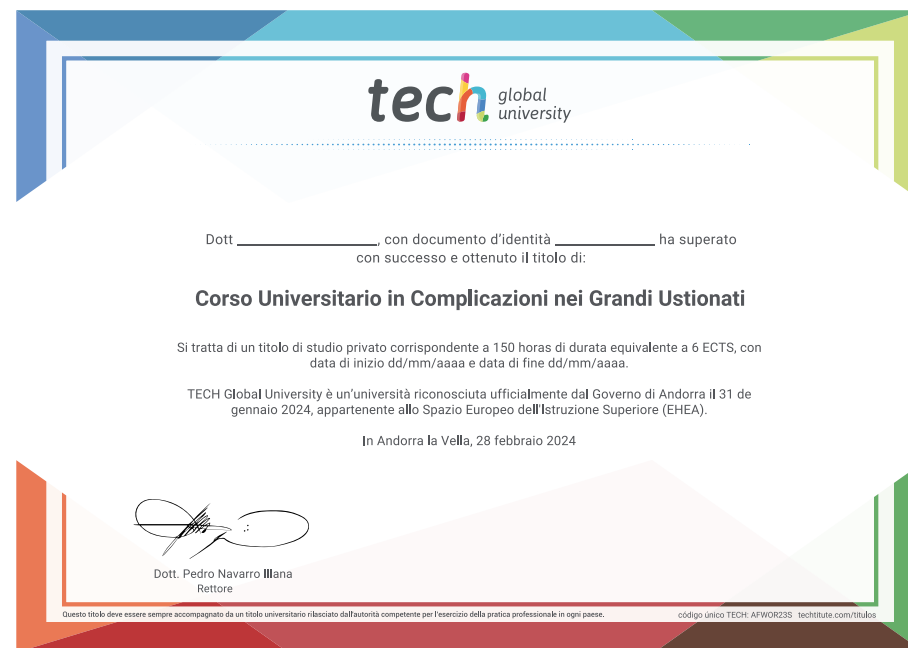 tech global university
Dott ____________, con documento d'identità ____________ ha superato
con successo e ottenuto il titolo di:
Corso Universitario in Complicazioni nei Grandi Ustionati
Si tratta di un titolo di studio privato corrispondente a 150 horas di durata equivalente a 6 ECTS, con
data di inizio dd/mm/aaaa e data di fine dd/mm/aaaa.
TECH Global University è un'università riconosciuta ufficialmente dal Governo di Andorra il 31 de
gennaio 2024, appartenente allo Spazio Europeo dell'Istruzione Superiore (EHEA).
In Andorra la Vella, 28 febbraio 2024
Dott. Pedro Navarro Illana
Rettore
Questo titolo deve essere sempre accompagnato da un titolo universitario rilasciato dall'autorità competente per l'esercizio della pratica professionale in ogni paese.
código único TECH: AFWOR23S techtitute.com/titulos